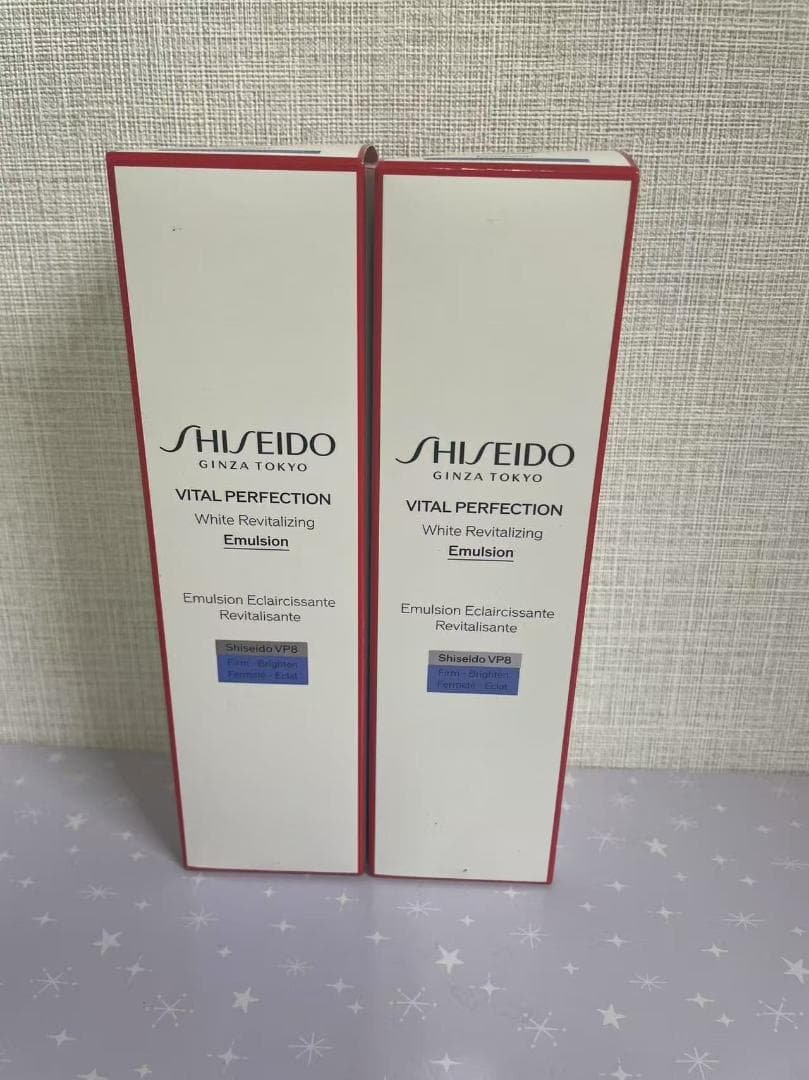 SHISEIDO
GINZA TOKYO
VITAL PERFECTION
White Revitalizing
Emulsion
Emulsion Eclaircissante
Revitalisante
Shiseido VP8
Firm - Brighten
Fermeté - Eclat
SHISEIDO
GINZA TOKYO
VITAL PERFECTION
White Revitalizing
Emulsion
Emulsion Eclaircissante
Revitalisante
Shiseido VP8
Firm - Brighten
Fermeté - Eclat